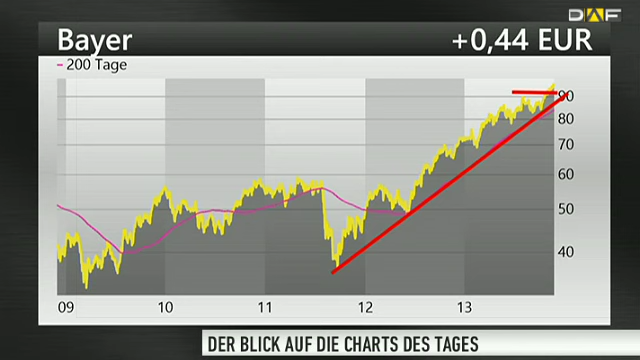 DAF
Bayer
+0,44 EUR
200 Tage
90
80
70
60
50
40
09
10
11
12
13
DER BLICK AUF DIE CHARTS DES TAGES